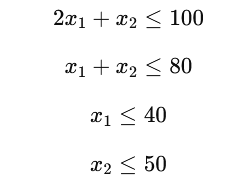 2x₁ + x₂ ≤ 100
x₁ + x₂ ≤ 80
x₁ ≤ 40
x₂ ≤ 50